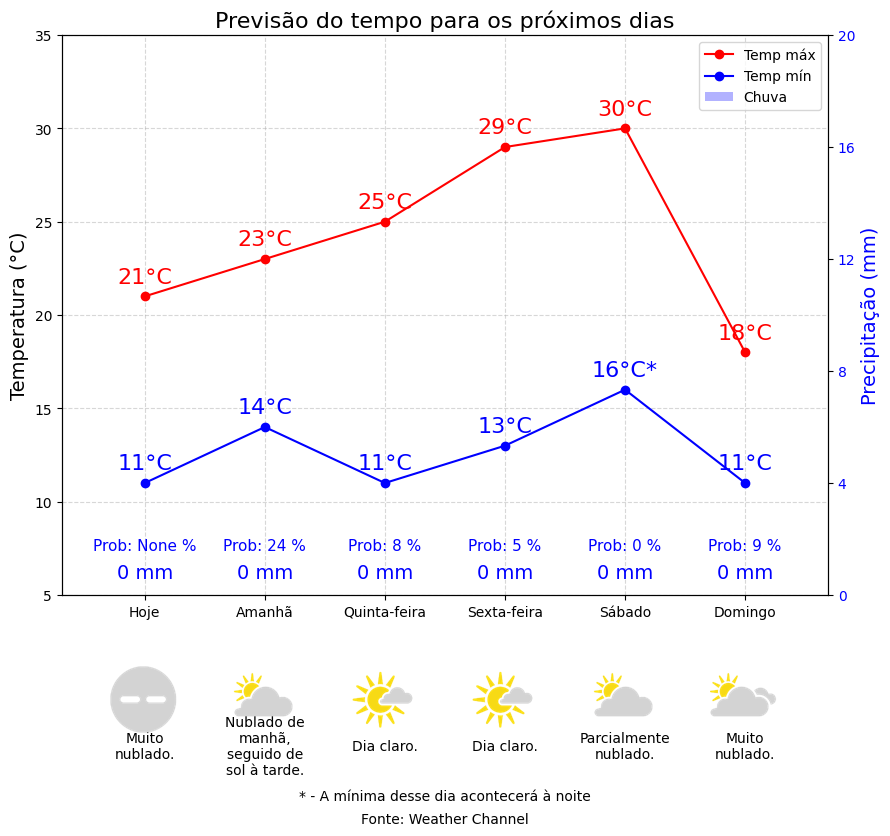 Previsão do tempo para os próximos dias
35
30
25
20
15
10
5
Temperatura (°C)
20
16
12
8
4
0
Precipitação (mm)
Temp máx
Temp mín
Chuva
21°C
23°C
25°C
29°C
30°C
18°C
11°C
14°C
11°C
13°C
16°C*
11°C
Prob: None % Prob: 24 % Prob: 8 % Prob: 5 % Prob: 0 % Prob: 9 %
0 mm 0 mm 0 mm 0 mm 0 mm 0 mm
Hoje Amanhã Quinta-feira Sexta-feira Sábado Domingo
Muito
nublado.
Nublado de
manhã,
seguido de
sol à tarde.
Dia claro.
Dia claro.
Parcialmente
nublado.
Muito
nublado.
* - A mínima desse dia acontecerá à noite
Fonte: Weather Channel